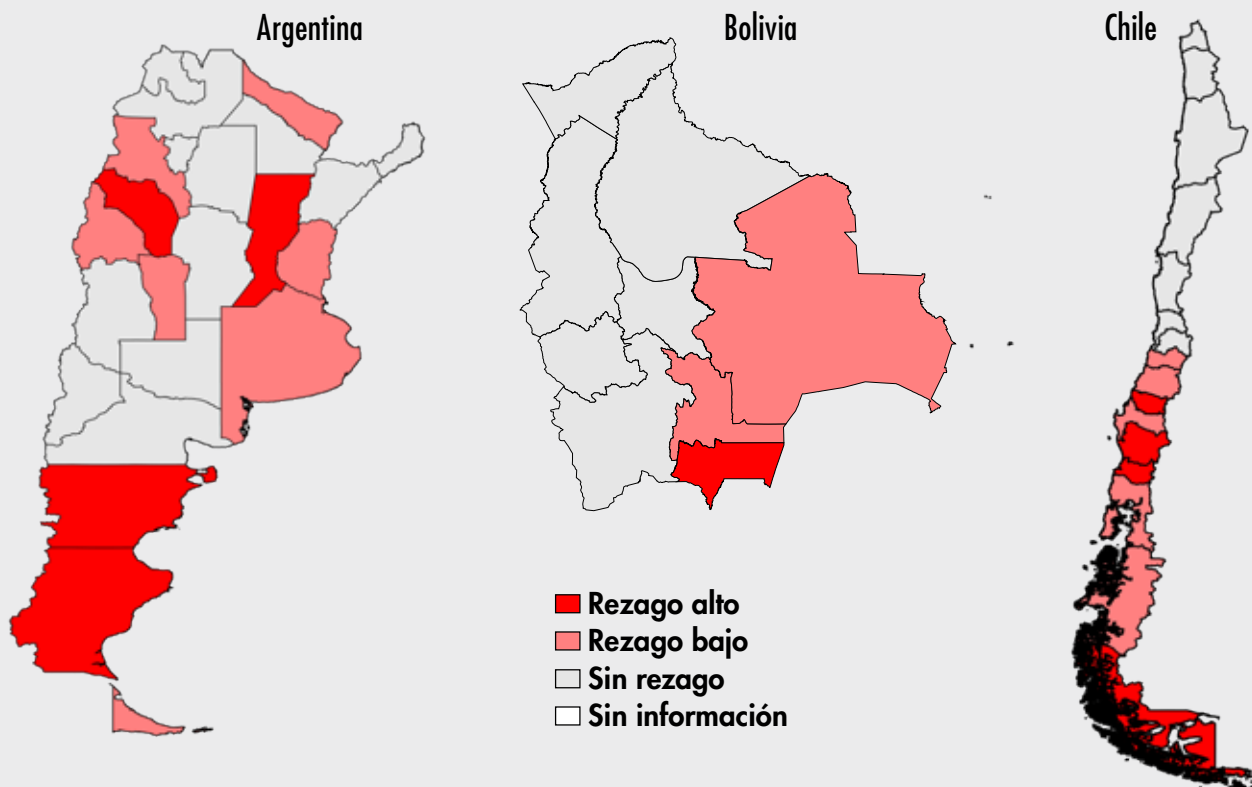 Argentina
Bolivia
Chile
Rezago alto
Rezago bajo
Sin rezago
Sin información